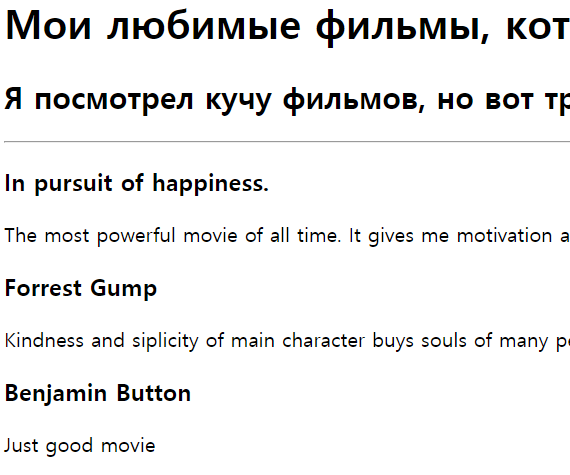 Мои любимые фильмы, кот
Я посмотрел кучу фильмов, но вот тр
In pursuit of happiness.
The most powerful movie of all time. It gives me motivation a
Forrest Gump
Kindness and siplicity of main character buys souls of many pe
Benjamin Button
Just good movie